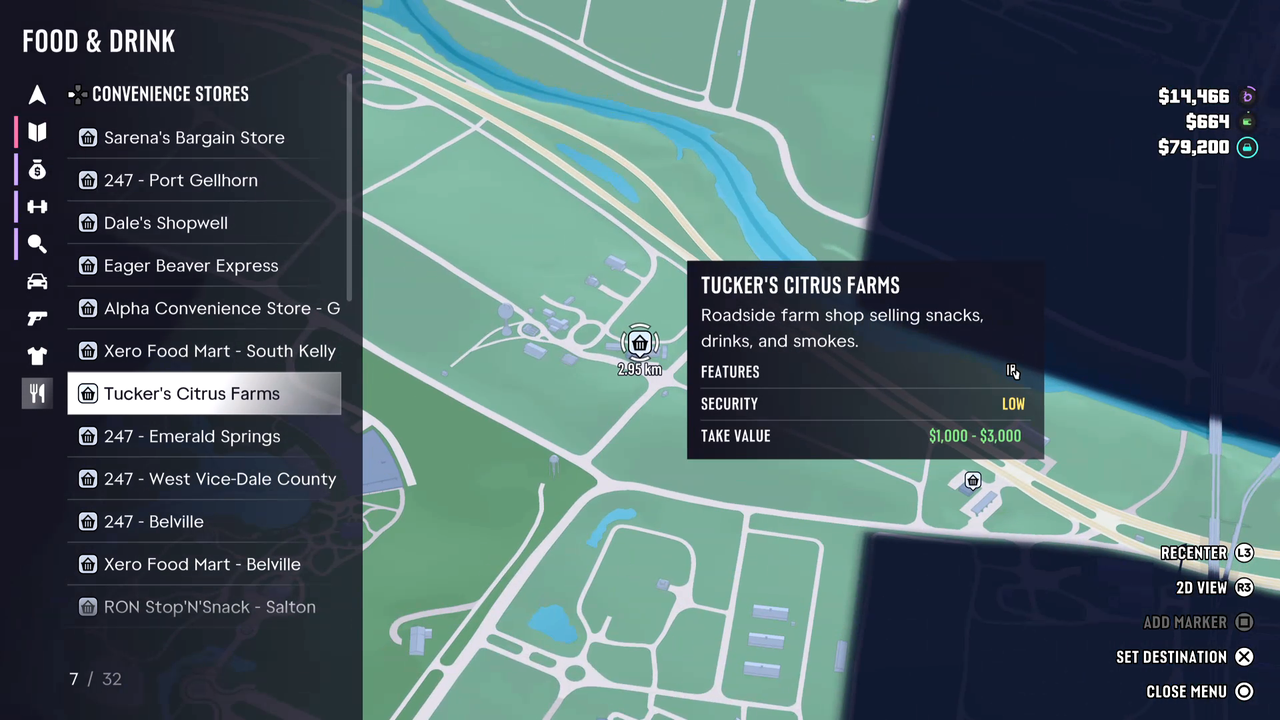 FOOD & DRINK
CONVENIENCE STORES
Sarena's Bargain Store
247 - Port Gellhorn
Dale's Shopwell
Eager Beaver Express
Alpha Convenience Store - G
Xero Food Mart - South Kelly
Tucker's Citrus Farms
247 - Emerald Springs
247 - West Vice-Dale County
247 - Belville
Xero Food Mart - Belville
RON Stop'N'Snack - Salton
7 / 32
2.95 km
TUCKER'S CITRUS FARMS
Roadside farm shop selling snacks,
drinks, and smokes.
FEATURES
SECURITY LOW
TAKE VALUE $1,000 - $3,000
$14,466
$664
$79,200
RECENTER L3
2D VIEW R3
ADD MARKER
SET DESTINATION
CLOSE MENU